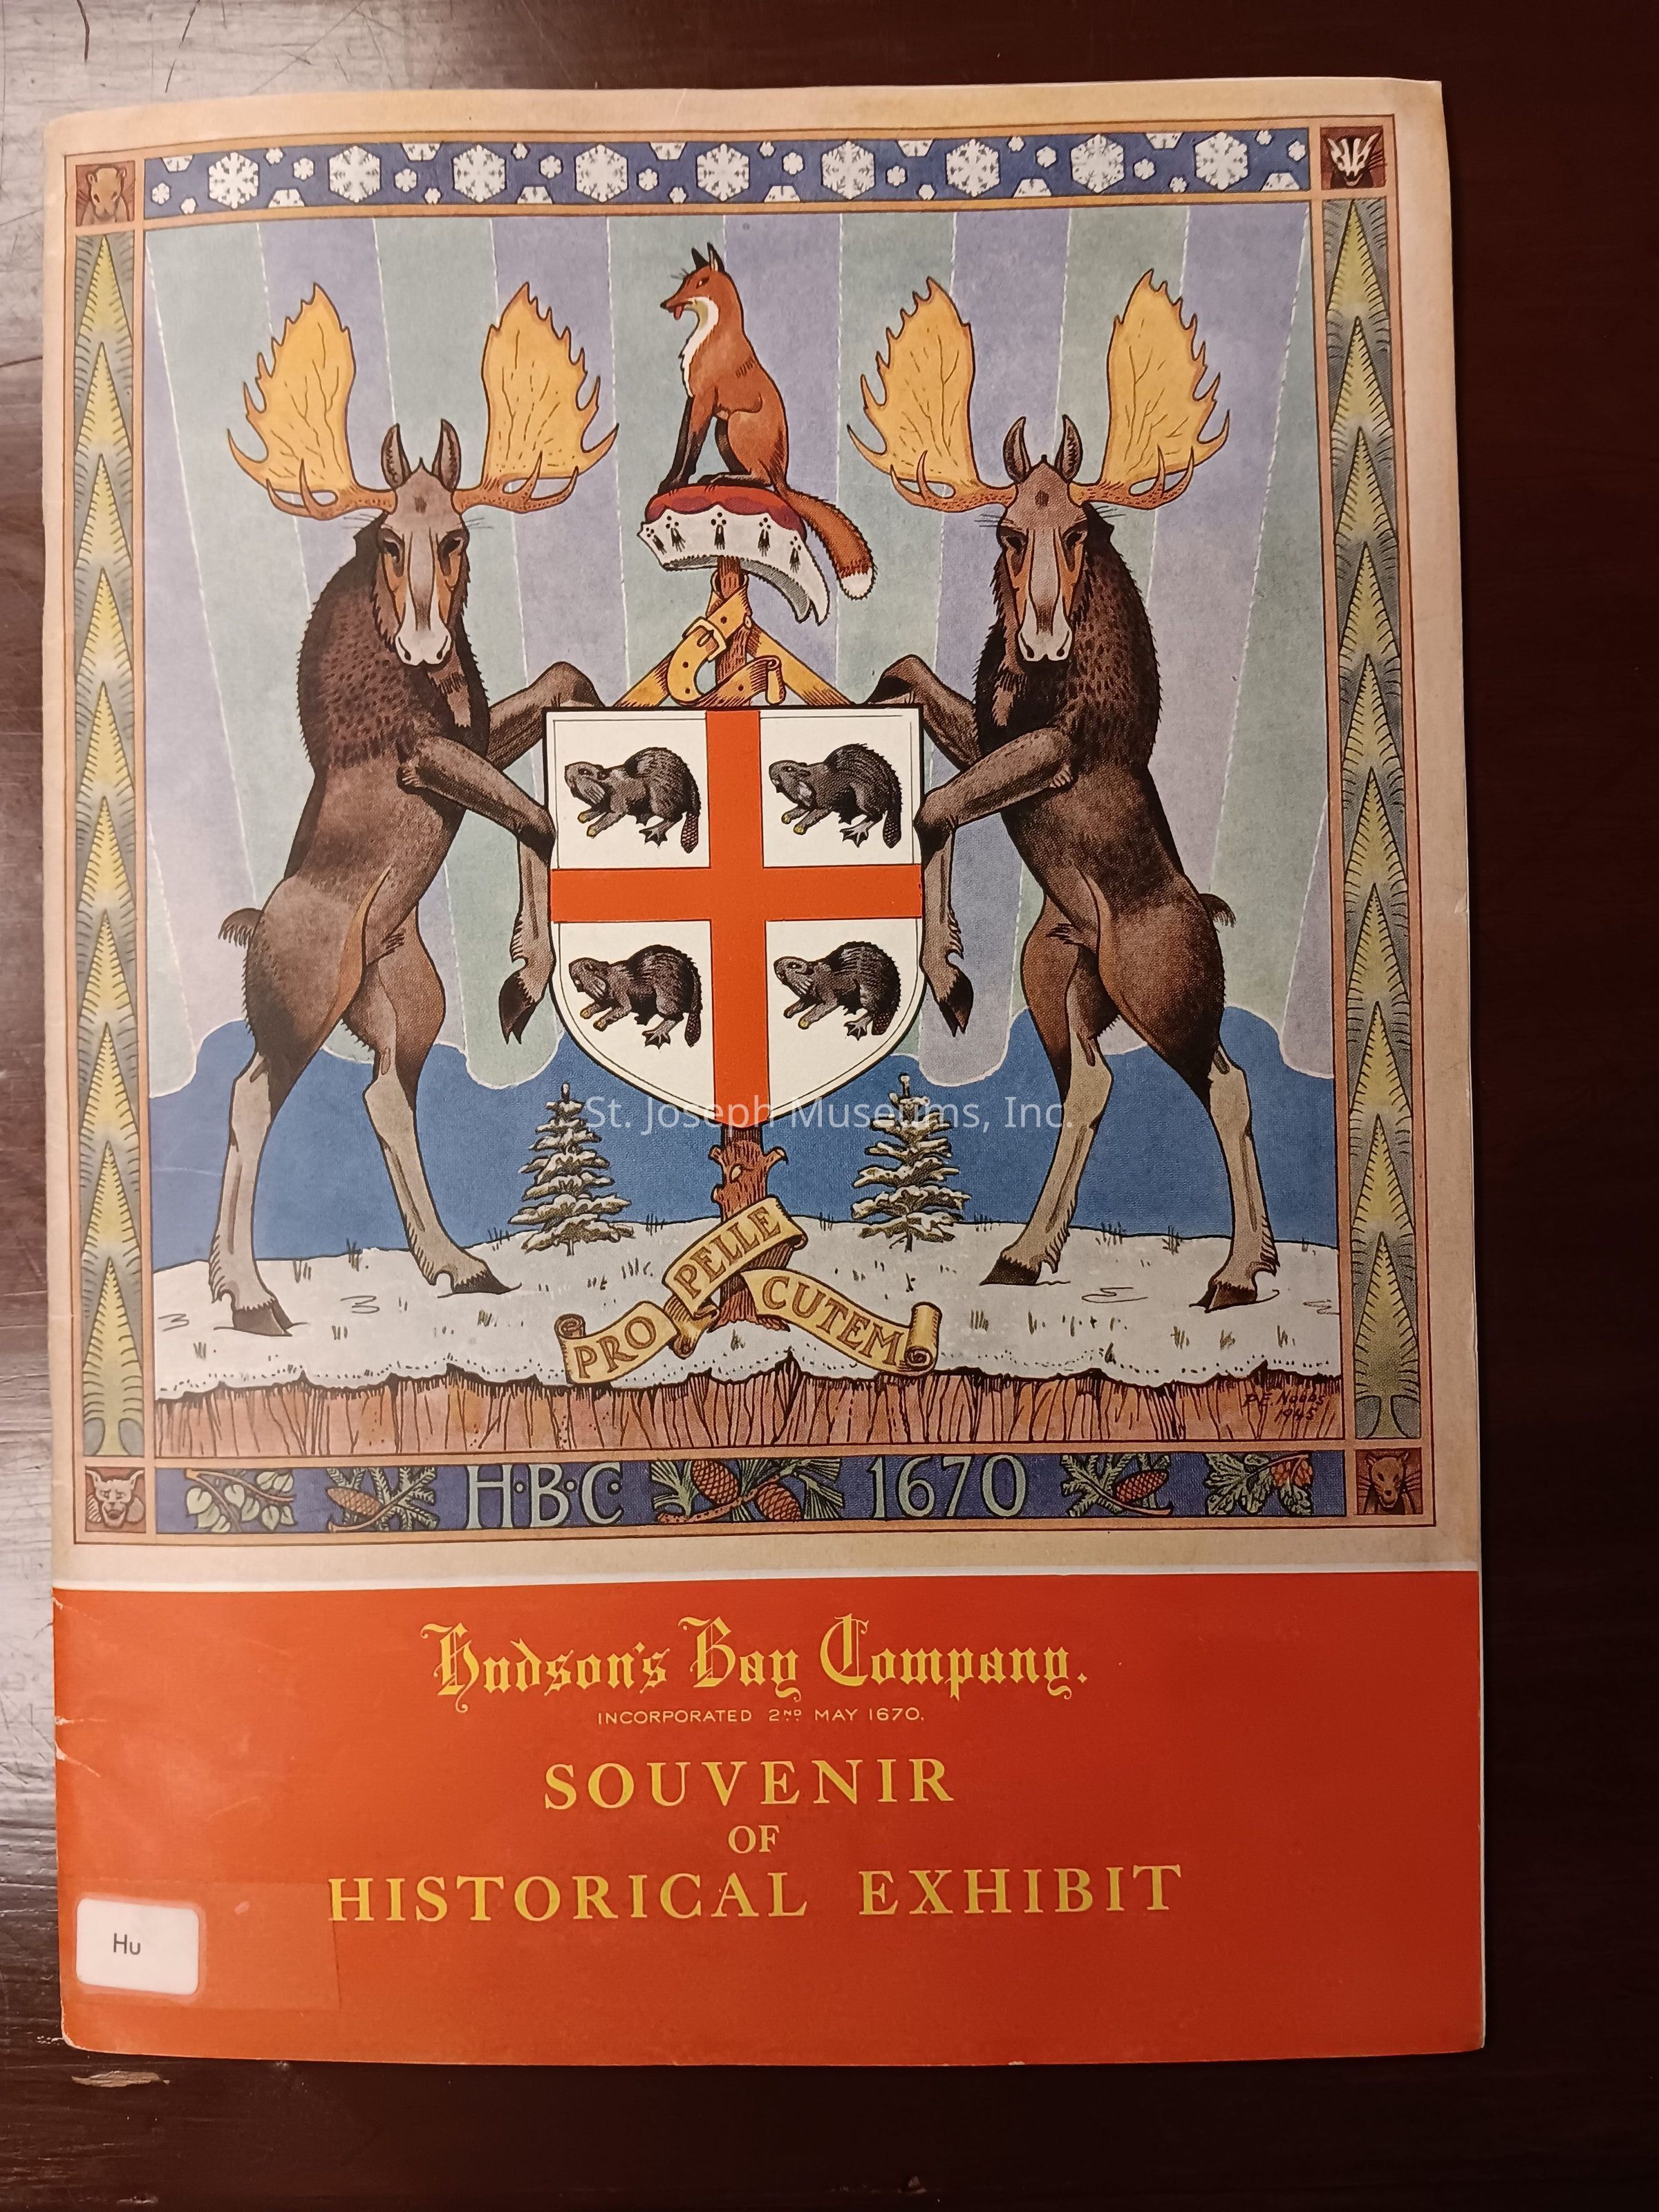 St. Joseph Museums, Inc.
PRO PELLE CUTEM
P.E. Nobbs
1945
H·B·C· 1670
Hudson's Bay Company.
INCORPORATED 2ND MAY 1670.
SOUVENIR
OF
HISTORICAL EXHIBIT
Hu